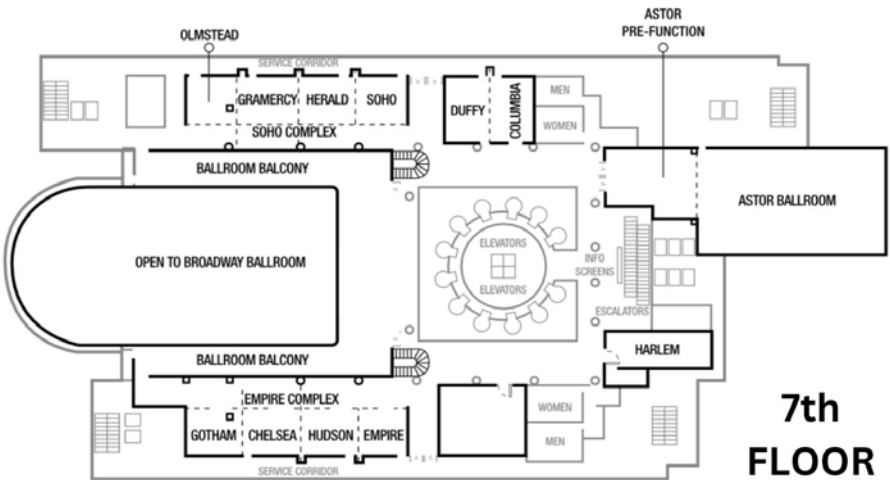 OLMSTEAD
ASTOR
PRE-FUNCTION
SERVICE CORRIDOR
GRAMERCY
HERALD
SOHO
DUFFY
COLUMBIA
MEN
WOMEN
SOHO COMPLEX
BALLROOM BALCONY
ASTOR BALLROOM
OPEN TO BROADWAY BALLROOM
ELEVATORS
ELEVATORS
INFO
SCREENS
ESCALATORS
BALLROOM BALCONY
HARLEM
EMPIRE COMPLEX
GOTHAM
CHELSEA
HUDSON
EMPIRE
WOMEN
MEN
SERVICE CORRIDOR
7th
FLOOR